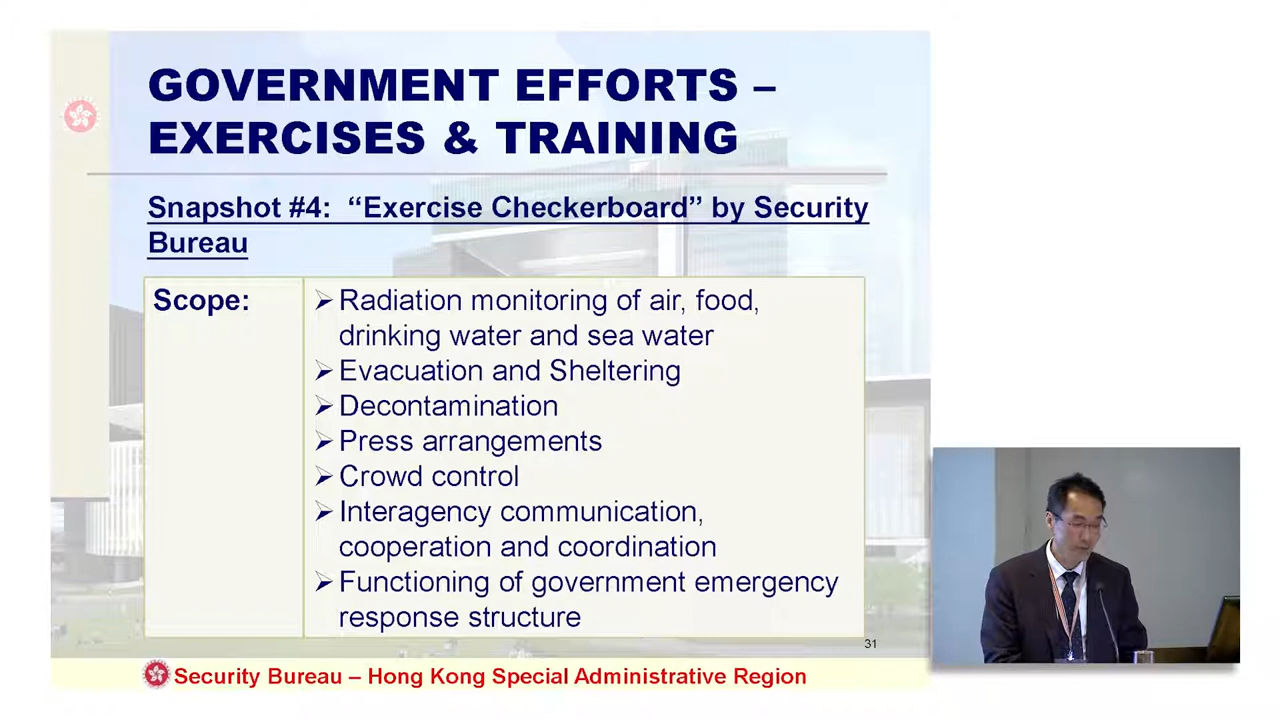 GOVERNMENT EFFORTS –
EXERCISES & TRAINING
Snapshot #4: “Exercise Checkerboard” by Security
Bureau
Scope:
➢ Radiation monitoring of air, food,
drinking water and sea water
➢ Evacuation and Sheltering
➢ Decontamination
➢ Press arrangements
➢ Crowd control
➢ Interagency communication,
cooperation and coordination
➢ Functioning of government emergency
response structure
31
Security Bureau – Hong Kong Special Administrative Region